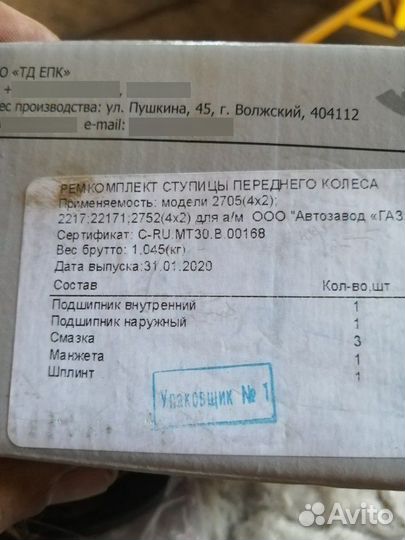 О «ТД ЕПК»
+
ес производства: ул. Пушкина, 45, г. Волжский, 404112
e-mail:
РЕМКОМПЛЕКТ СТУПИЦЫ ПЕРЕДНЕГО КОЛЕСА
Применяемость: модели 2705(4x2);
2217;22171;2752(4x2) для а/м ООО "Автозавод «ГАЗ
Сертификат: C-RU.MT30.B.00168
Вес брутто: 1,045(кг)
Дата выпуска:31.01.2020
Состав Кол-во,шт
Подшипник внутренний 1
Подшипник наружный 1
Смазка 3
Манжета 1
Шплинт 1
Упаковщик № 1
Avito